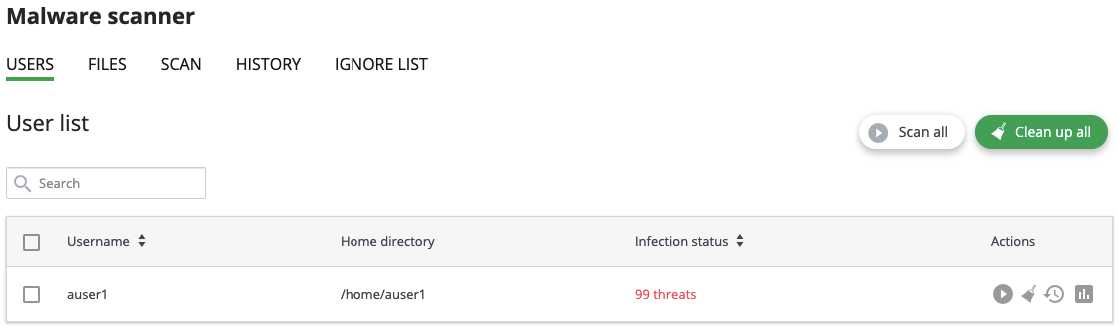 Malware scanner
USERS FILES SCAN HISTORY IGNORE LIST
User list
Scan all Clean up all
Search
Username Home directory Infection status Actions
auser1 /home/auser1 99 threats